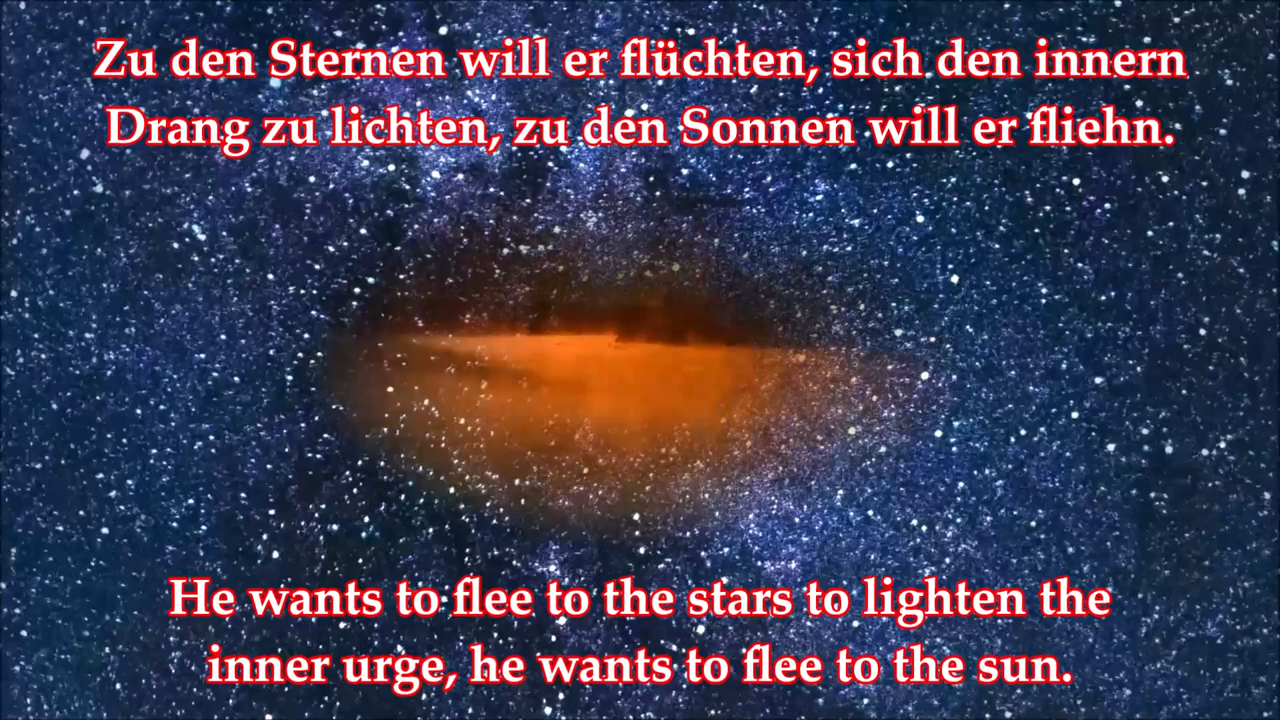 Zu den Sternen will er flüchten, sich den innern
Drang zu lichten, zu den Sonnen will er fliehn.
He wants to flee to the stars to lighten the
inner urge, he wants to flee to the sun.